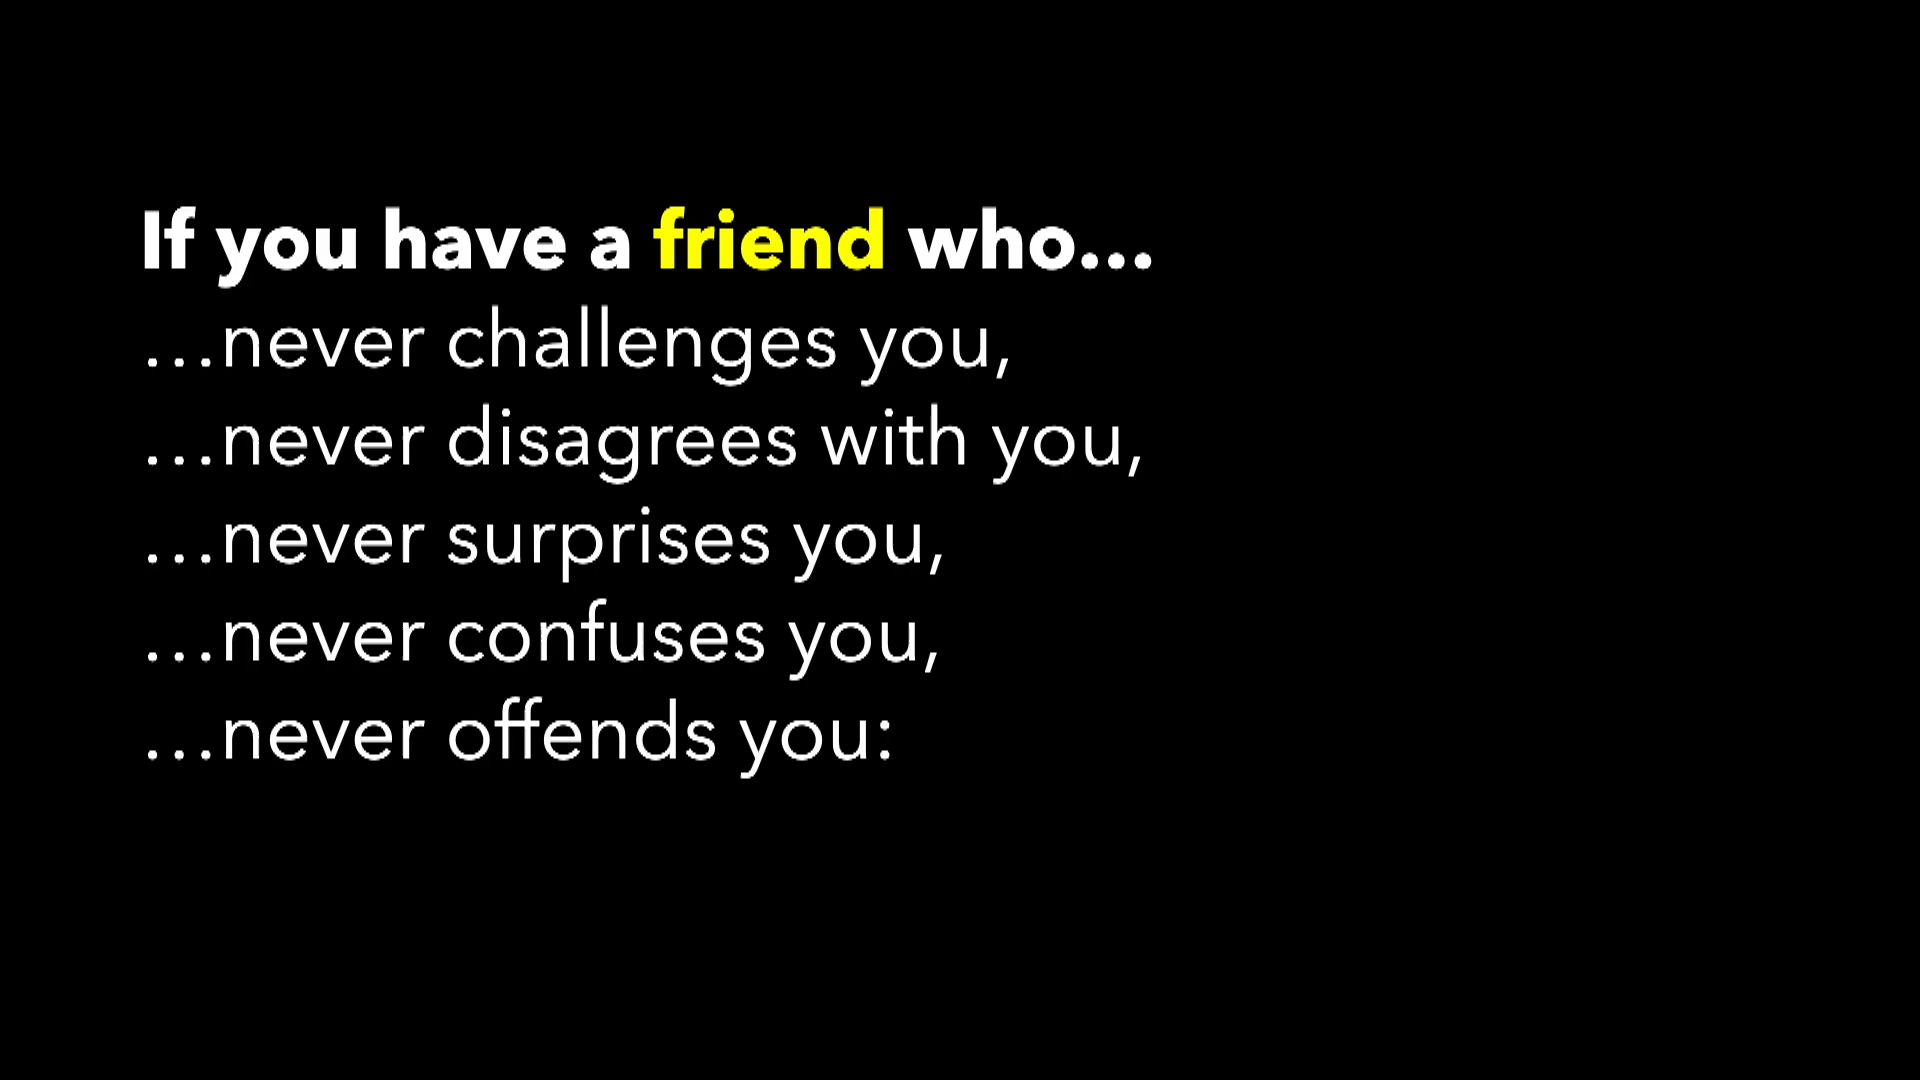 If you have a friend who...
...never challenges you,
...never disagrees with you,
...never surprises you,
...never confuses you,
...never offends you: